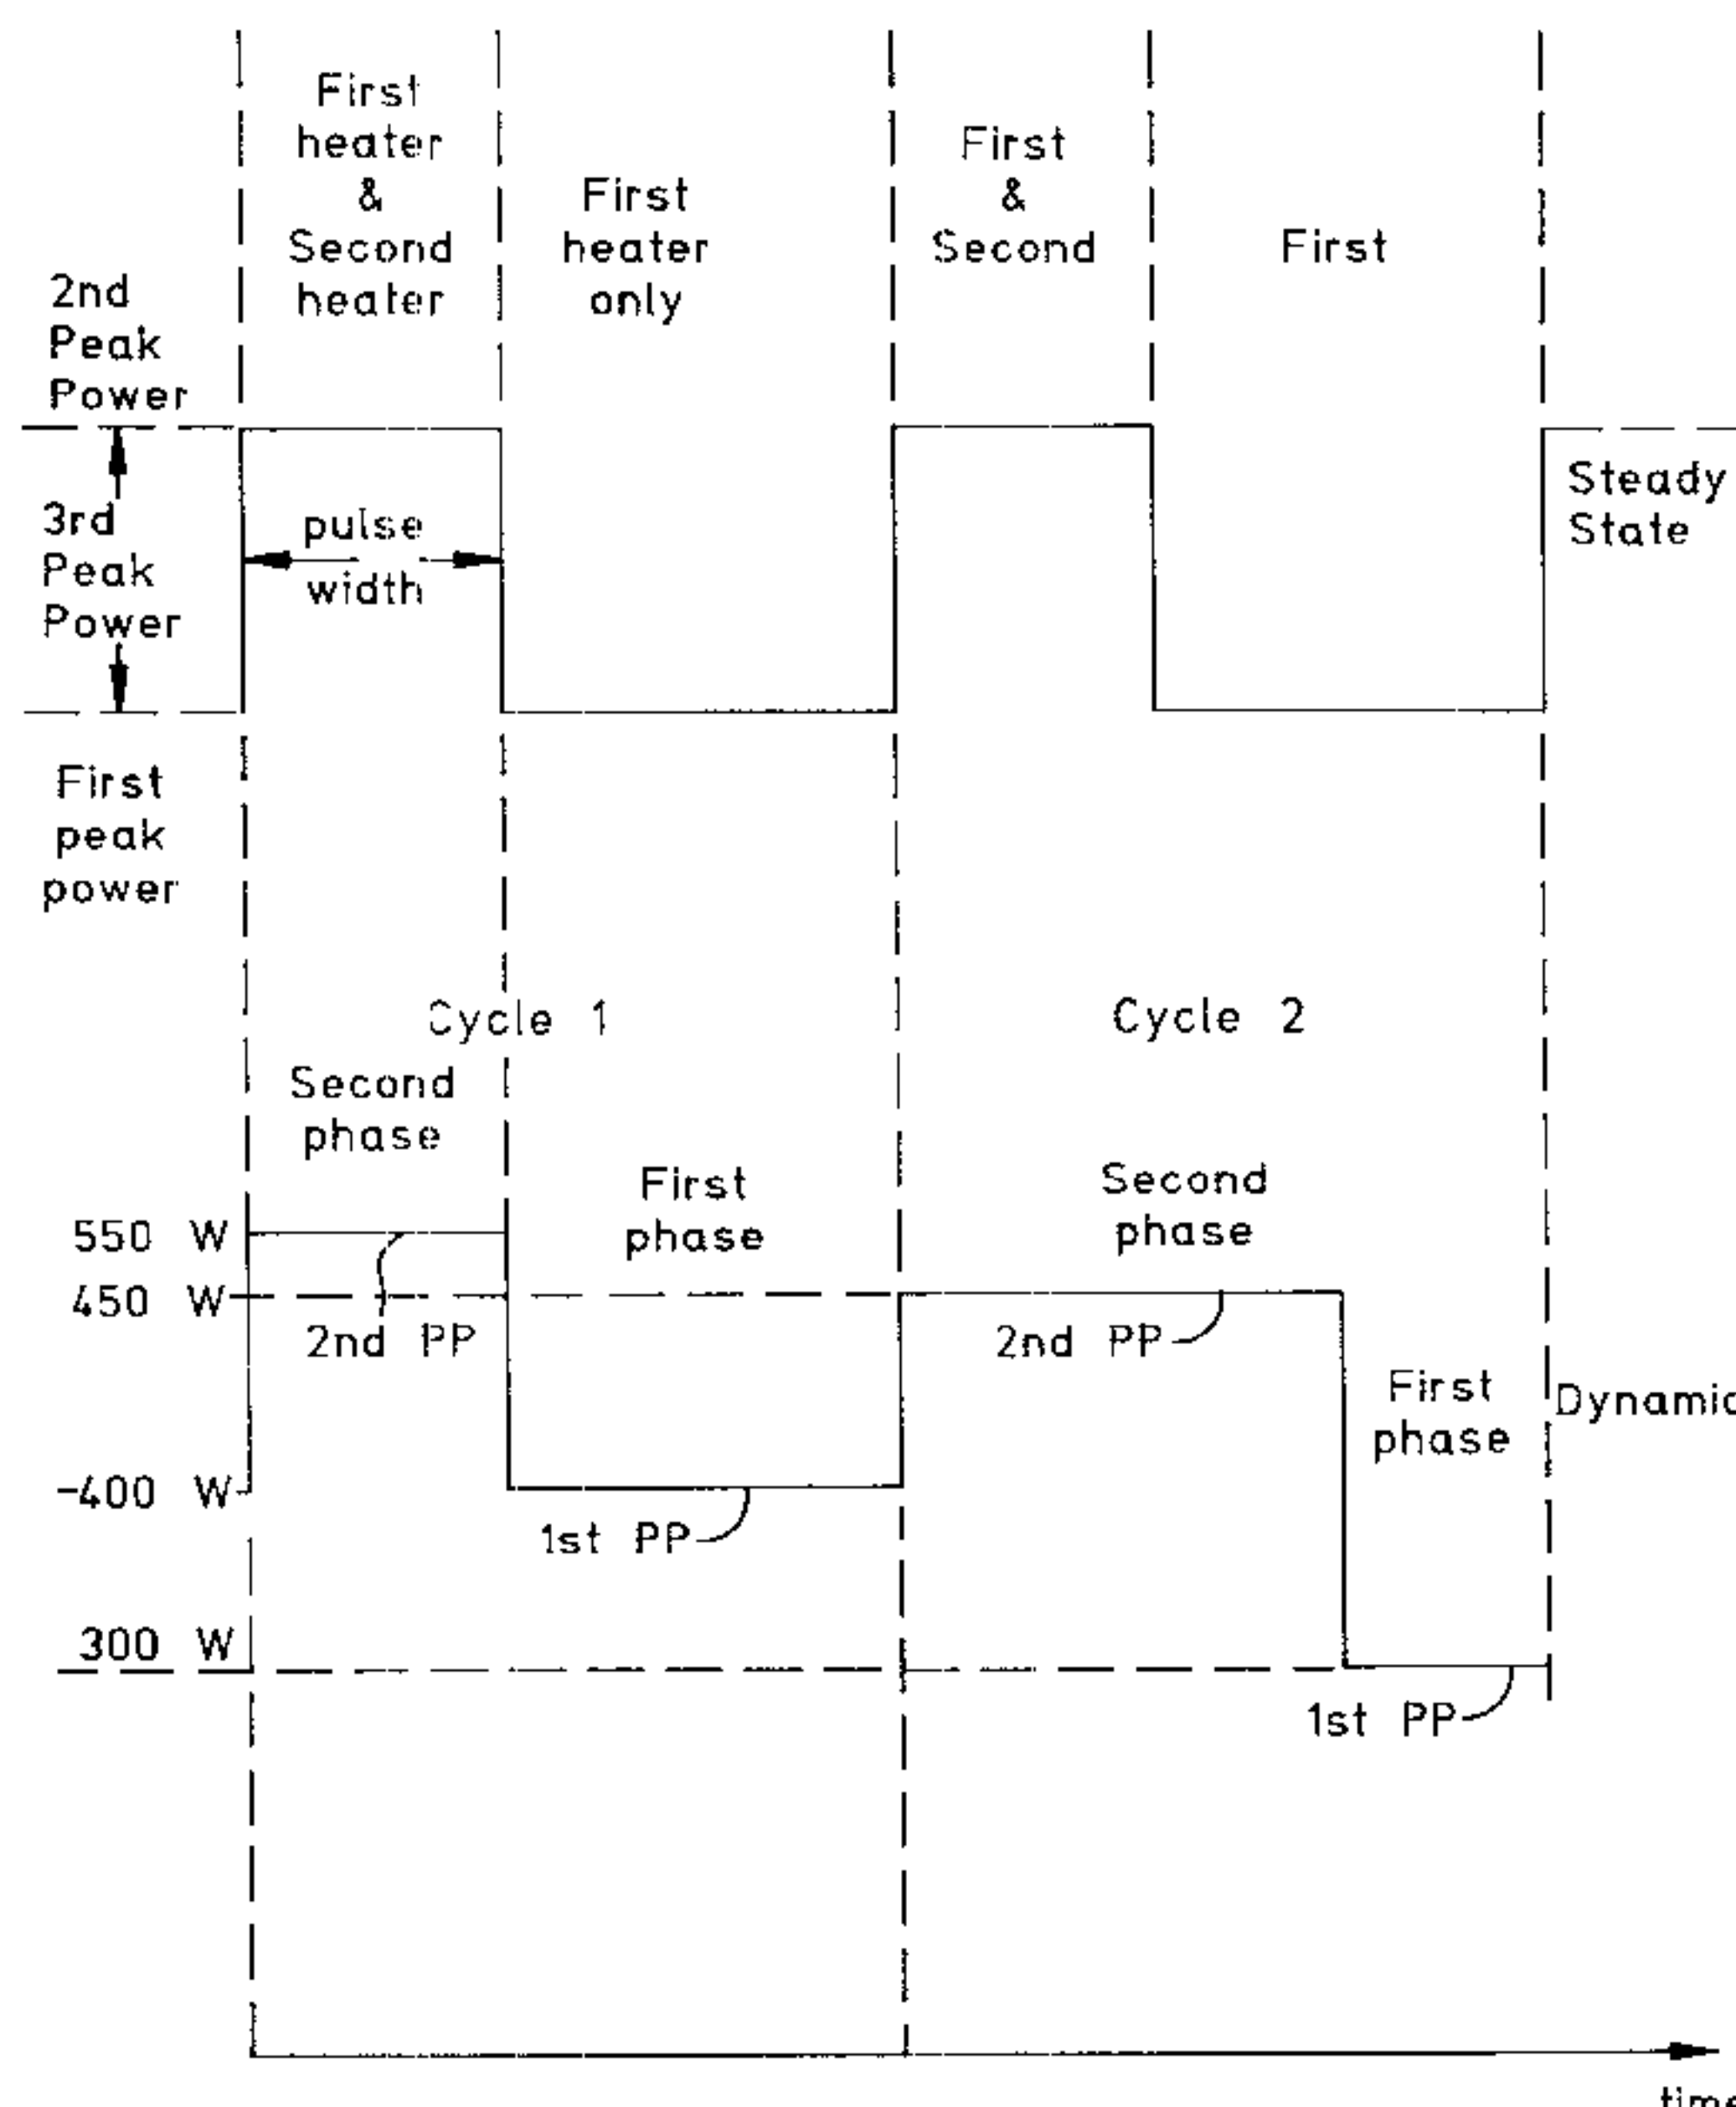 First
heater
&
Second
heater
First
heater
only
First
&
Second
First
2nd
Peak
Power
3rd
Peak
Power
pulse
width
Steady
State
First
peak
power
Cycle 1
Cycle 2
Second
phase
First
phase
Second
phase
550 W
450 W
2nd PP
2nd PP
First
phase
Dynamic
-400 W
1st PP
300 W
1st PP
time